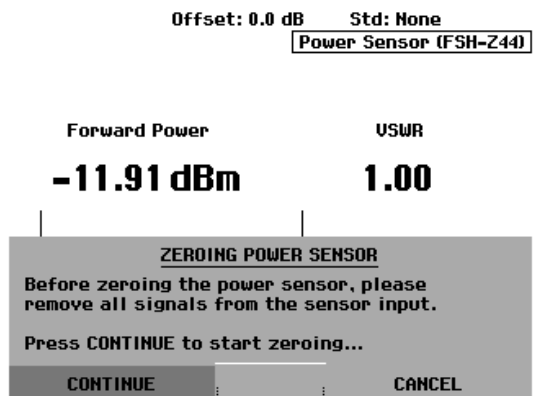 Offset: 0.0 dB Std: None
Power Sensor (FSH-Z44)
Forward Power VSWR
-11.91 dBm 1.00
ZEROING POWER SENSOR
Before zeroing the power sensor, please
remove all signals from the sensor input.
Press CONTINUE to start zeroing...
CONTINUE CANCEL